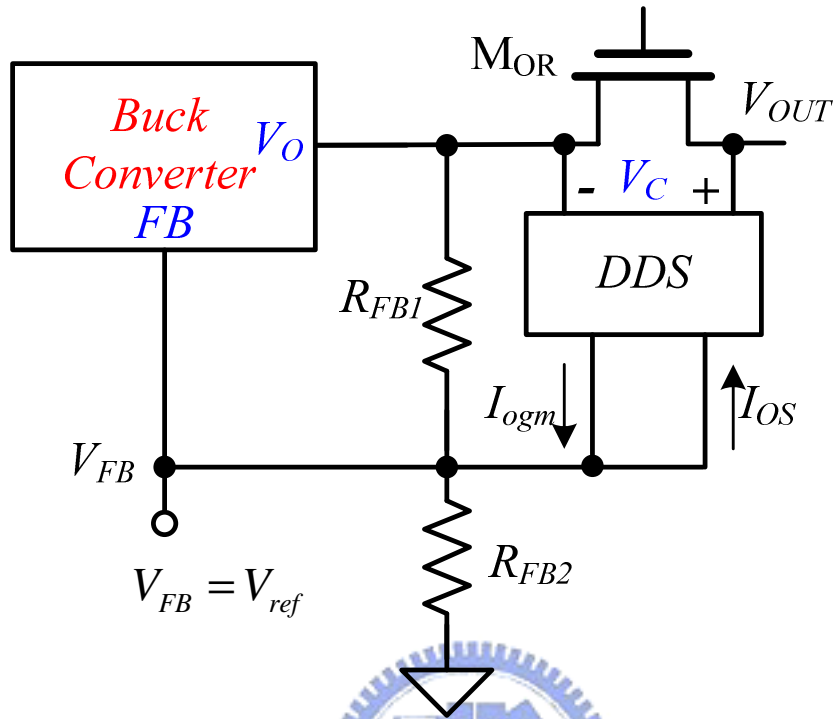 M_OR
V_OUT
Buck
Converter
V_O
FB
- V_C +
DDS
R_FB1
I_ogm
I_OS
V_FB
R_FB2
V_FB = V_ref